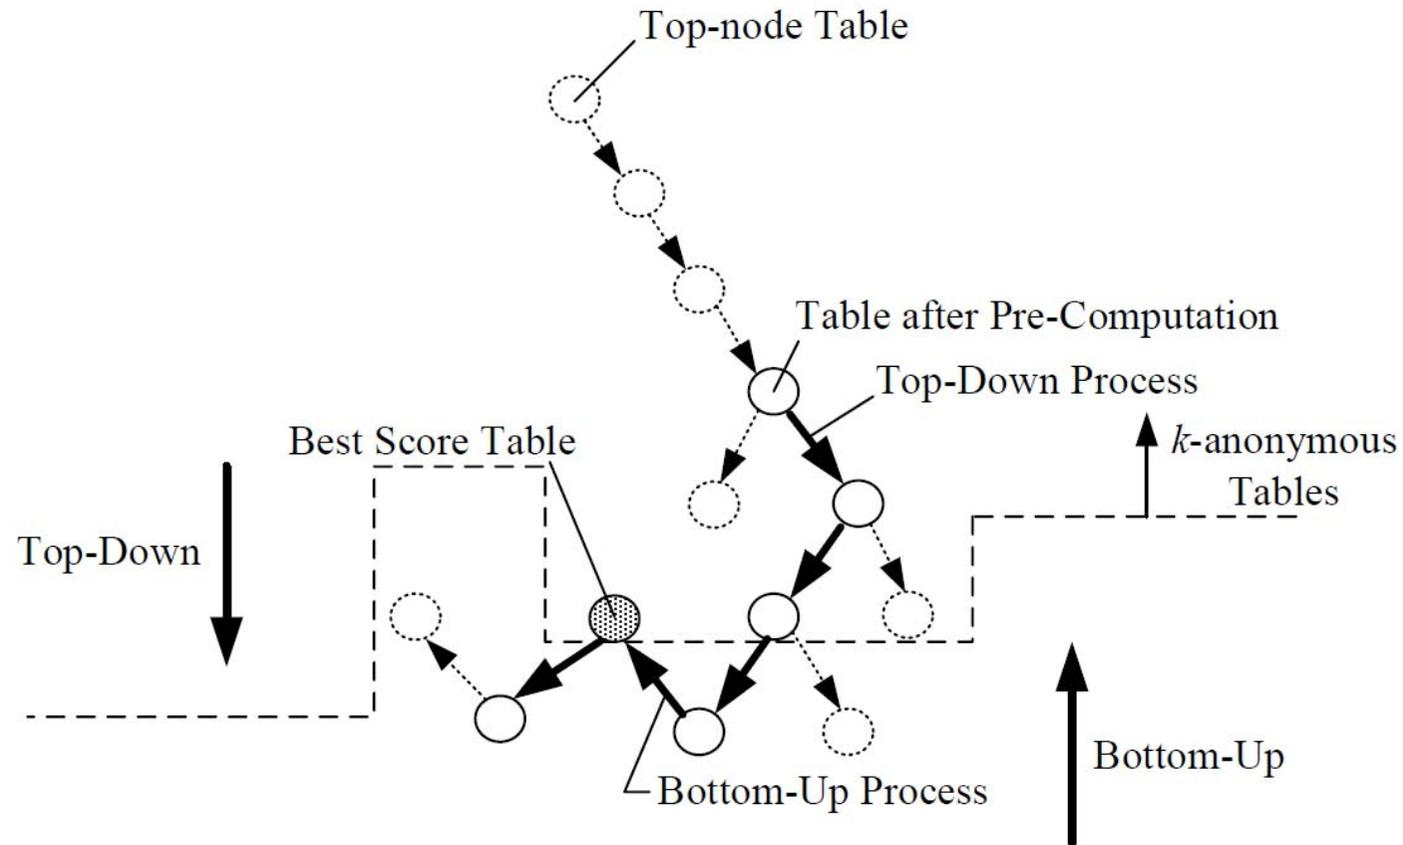 Top-node Table
Table after Pre-Computation
Top-Down Process
Best Score Table
k-anonymous
Tables
Top-Down
Bottom-Up
Bottom-Up Process